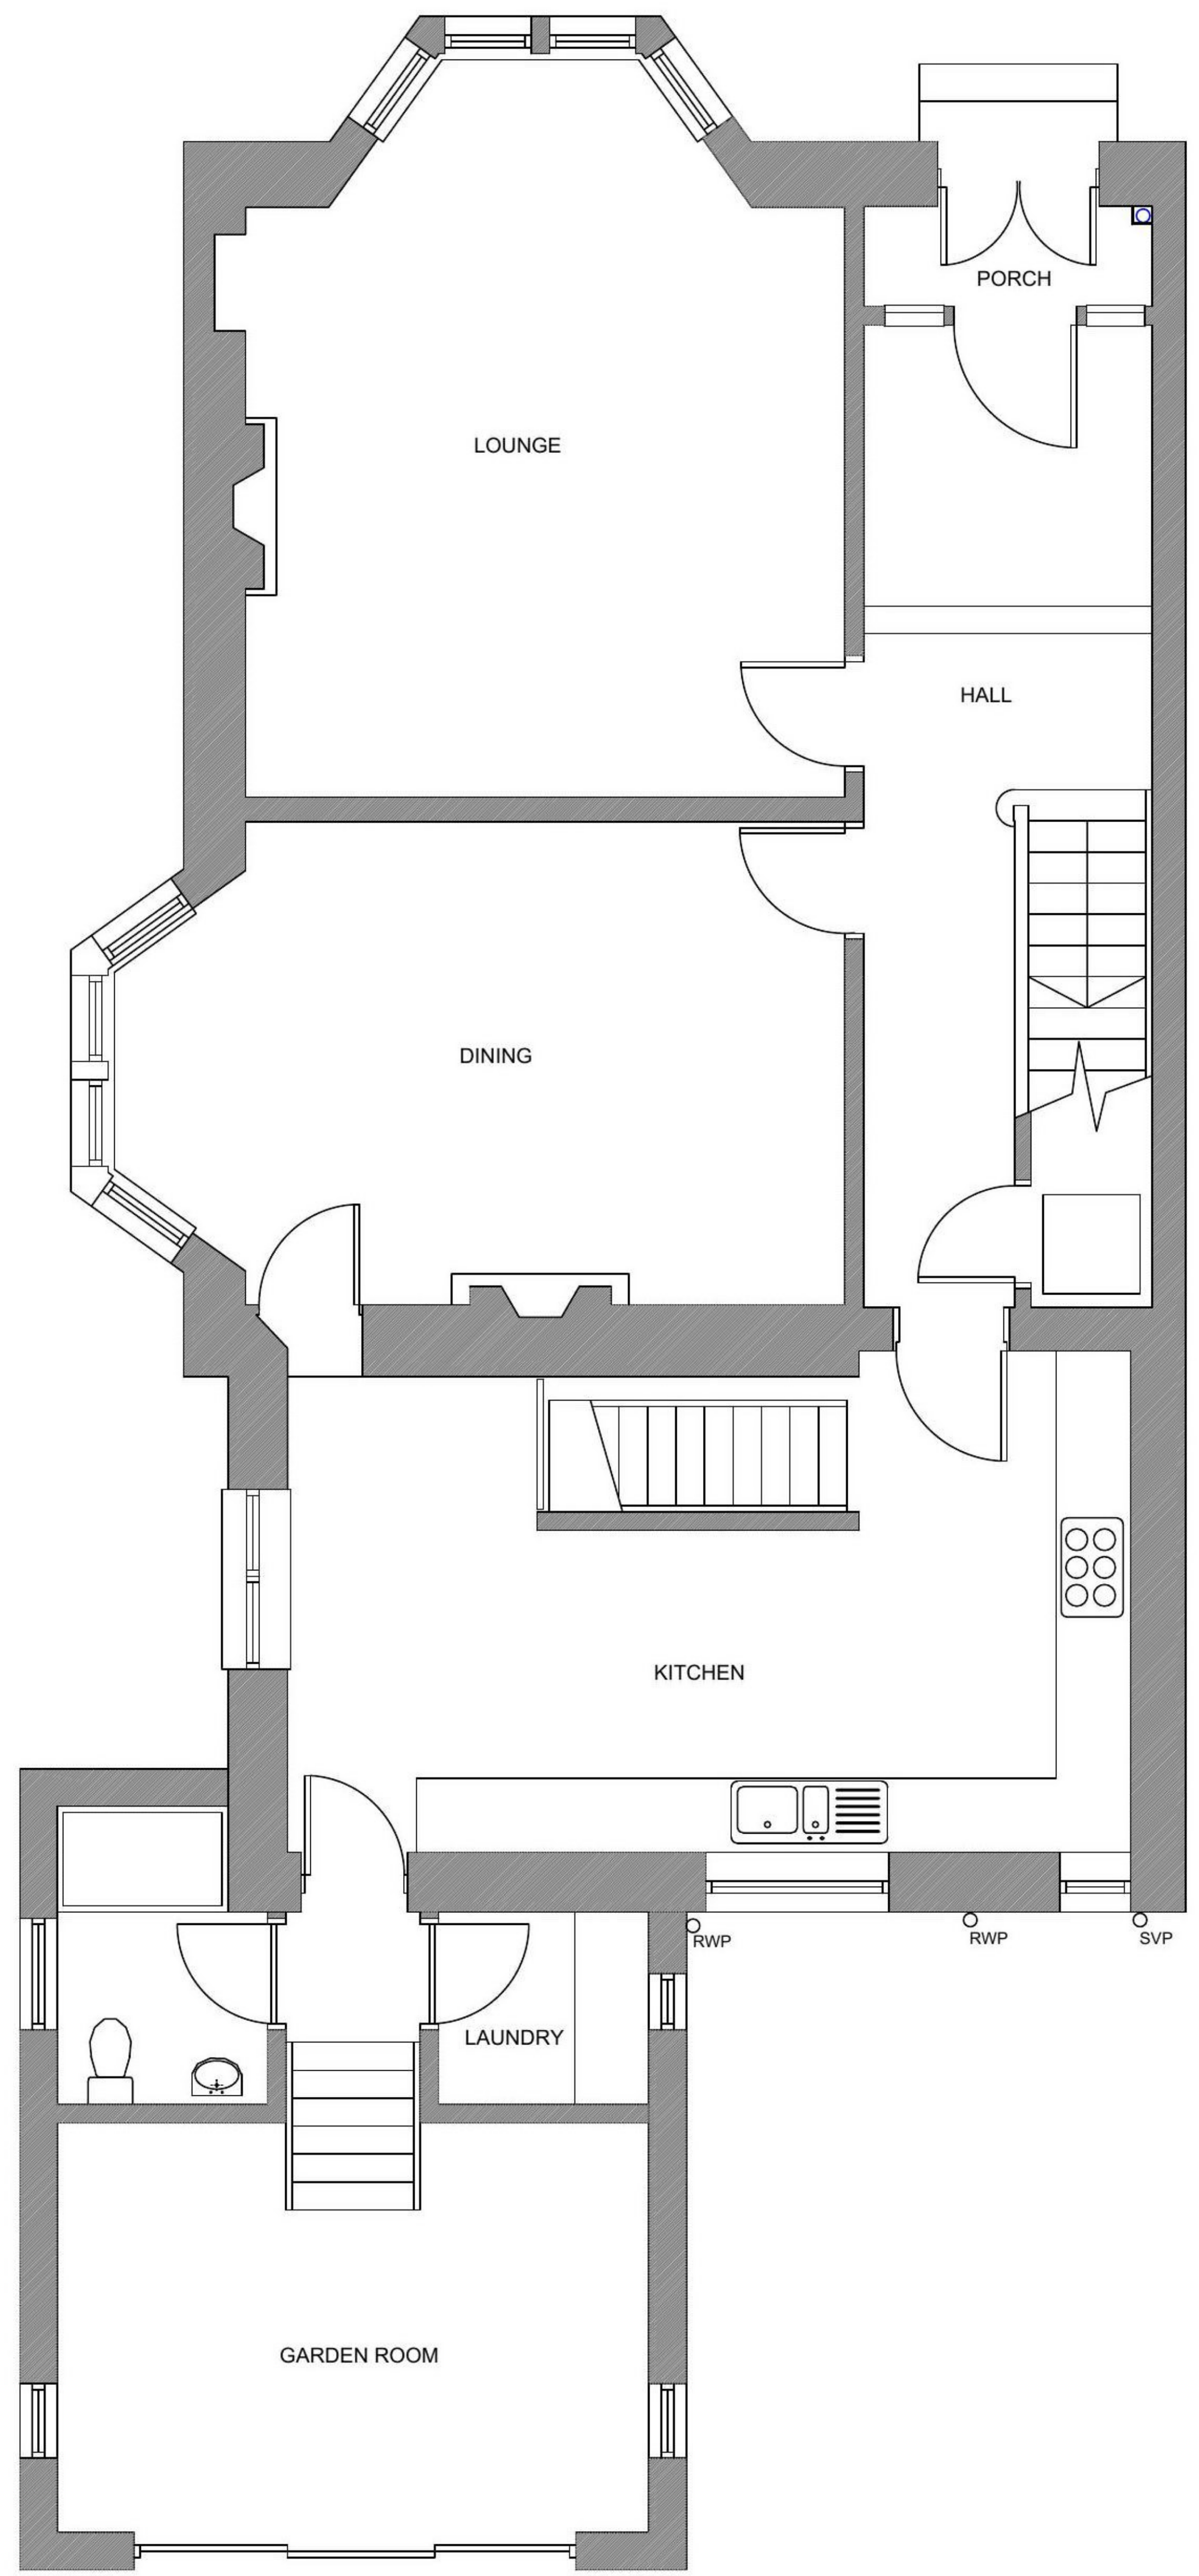 PORCH
LOUNGE
HALL
DINING
KITCHEN
RWP
RWP
SVP
LAUNDRY
GARDEN ROOM